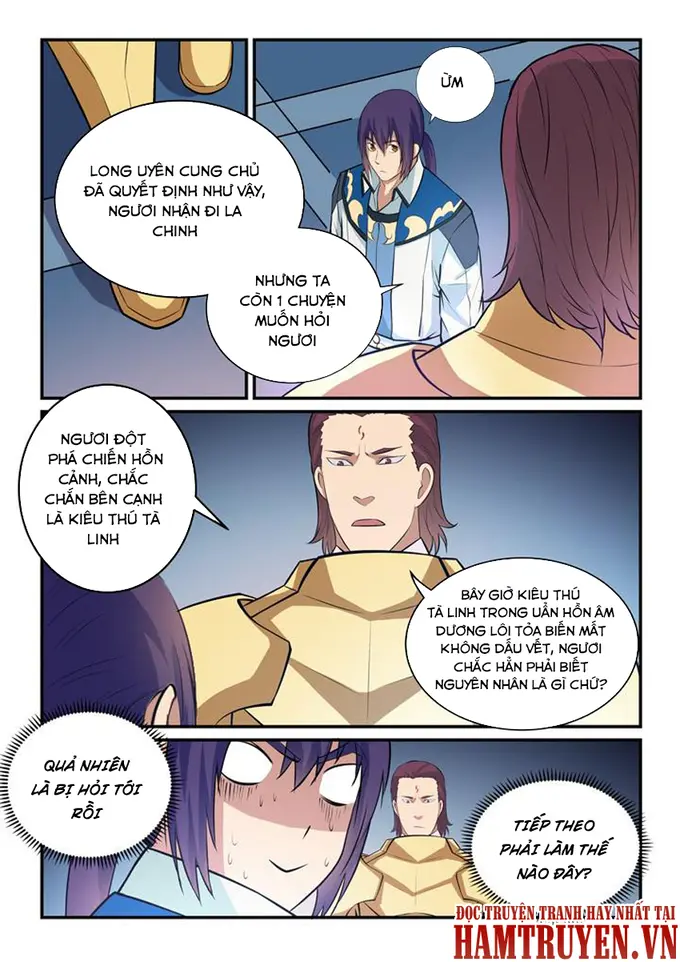 ỪM
LONG UYÊN CUNG CHỦ
ĐÃ QUYẾT ĐỊNH NHƯ VẬY,
NGƯƠI NHẬN ĐI LA
CHINH
NHƯNG TA
CÒN 1 CHUYỆN
MUỐN HỎI
NGƯƠI
NGƯƠI ĐỘT
PHÁ CHIẾN HỒN
CẢNH, CHẮC
CHẮN BÊN CẠNH
LÀ KIÊU THÚ TÀ
LINH
BÂY GIỜ KIÊU THÚ
TÀ LINH TRONG UẨN HỒN ÂM
DƯƠNG LÔI TỎA BIẾN MẤT
KHÔNG DẤU VẾT, NGƯƠI
CHẮC HẲN PHẢI BIẾT
NGUYÊN NHÂN LÀ GÌ CHỨ?
QUẢ NHIÊN
LÀ BỊ HỎI TỚI
RỒI
TIẾP THEO
PHẢI LÀM THẾ
NÀO ĐÂY?
ĐỌC TRUYỆN TRANH HAY NHẤT TẠI
HAMTRUYEN.VN